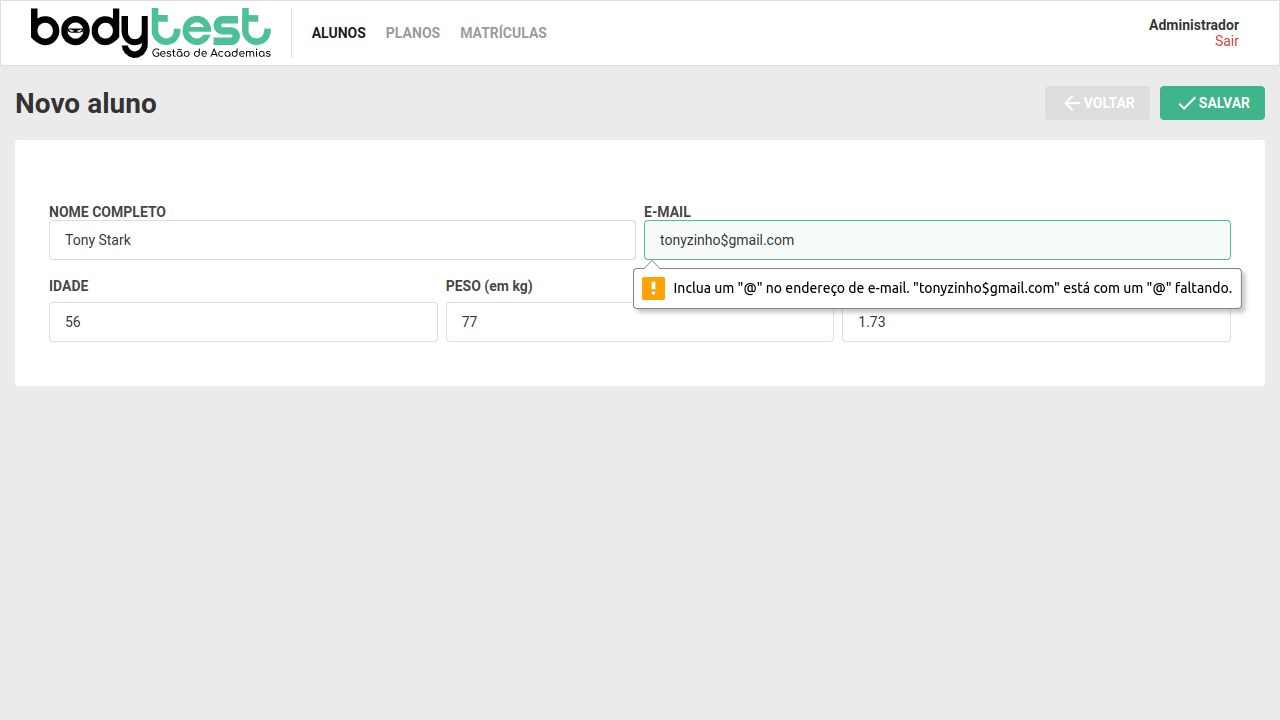 bodytest
Gestão de Academias
ALUNOS PLANOS MATRÍCULAS
Administrador
Sair
Novo aluno
VOLTAR SALVAR
NOME COMPLETO E-MAIL
Tony Stark tonyzinho$gmail.com
Inclua um "@" no endereço de e-mail. "tonyzinho$gmail.com" está com um "@" faltando.
IDADE PESO (em kg)
56 77 1.73